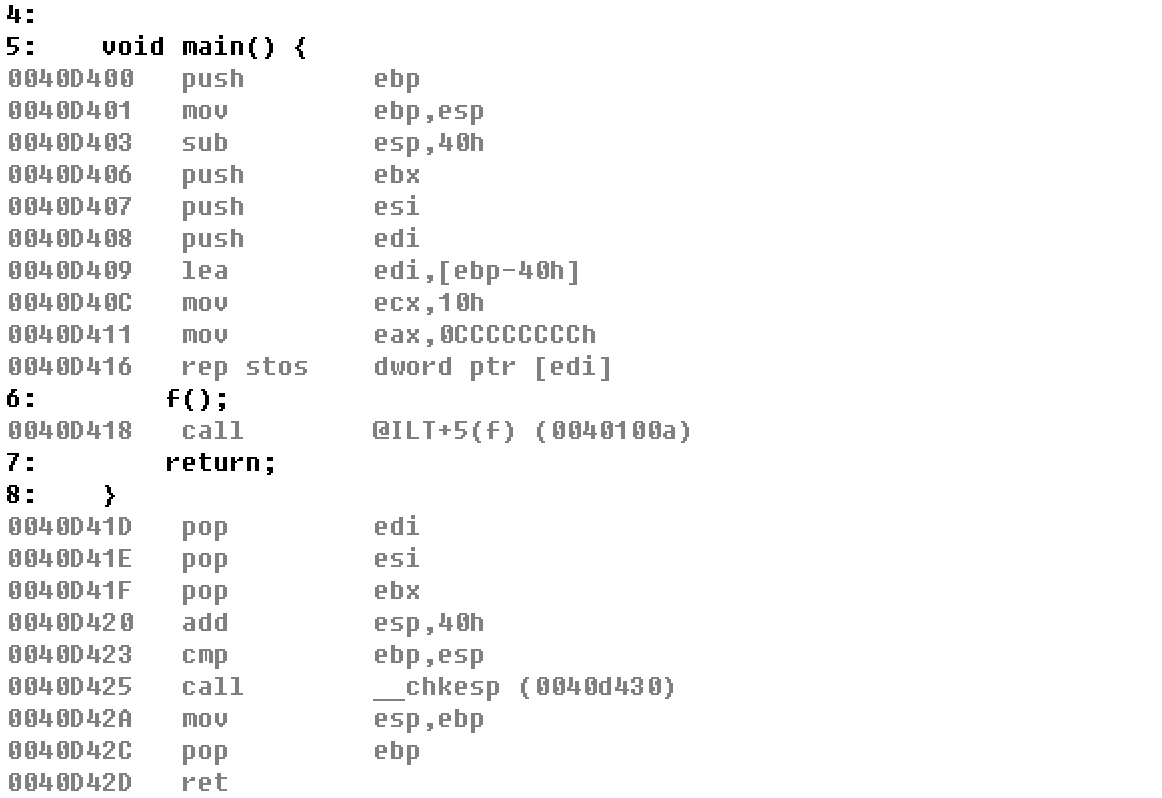 4:
5:    void main() {
0040D400   push        ebp
0040D401   mov         ebp,esp
0040D403   sub         esp,40h
0040D406   push        ebx
0040D407   push        esi
0040D408   push        edi
0040D409   lea         edi,[ebp-40h]
0040D40C   mov         ecx,10h
0040D411   mov         eax,0CCCCCCCCh
0040D416   rep stos    dword ptr [edi]
6:        f();
0040D418   call        @ILT+5(f) (0040100a)
7:        return;
8:    }
0040D41D   pop         edi
0040D41E   pop         esi
0040D41F   pop         ebx
0040D420   add         esp,40h
0040D423   cmp         ebp,esp
0040D425   call        __chkesp (0040d430)
0040D42A   mov         esp,ebp
0040D42C   pop         ebp
0040D42D   ret